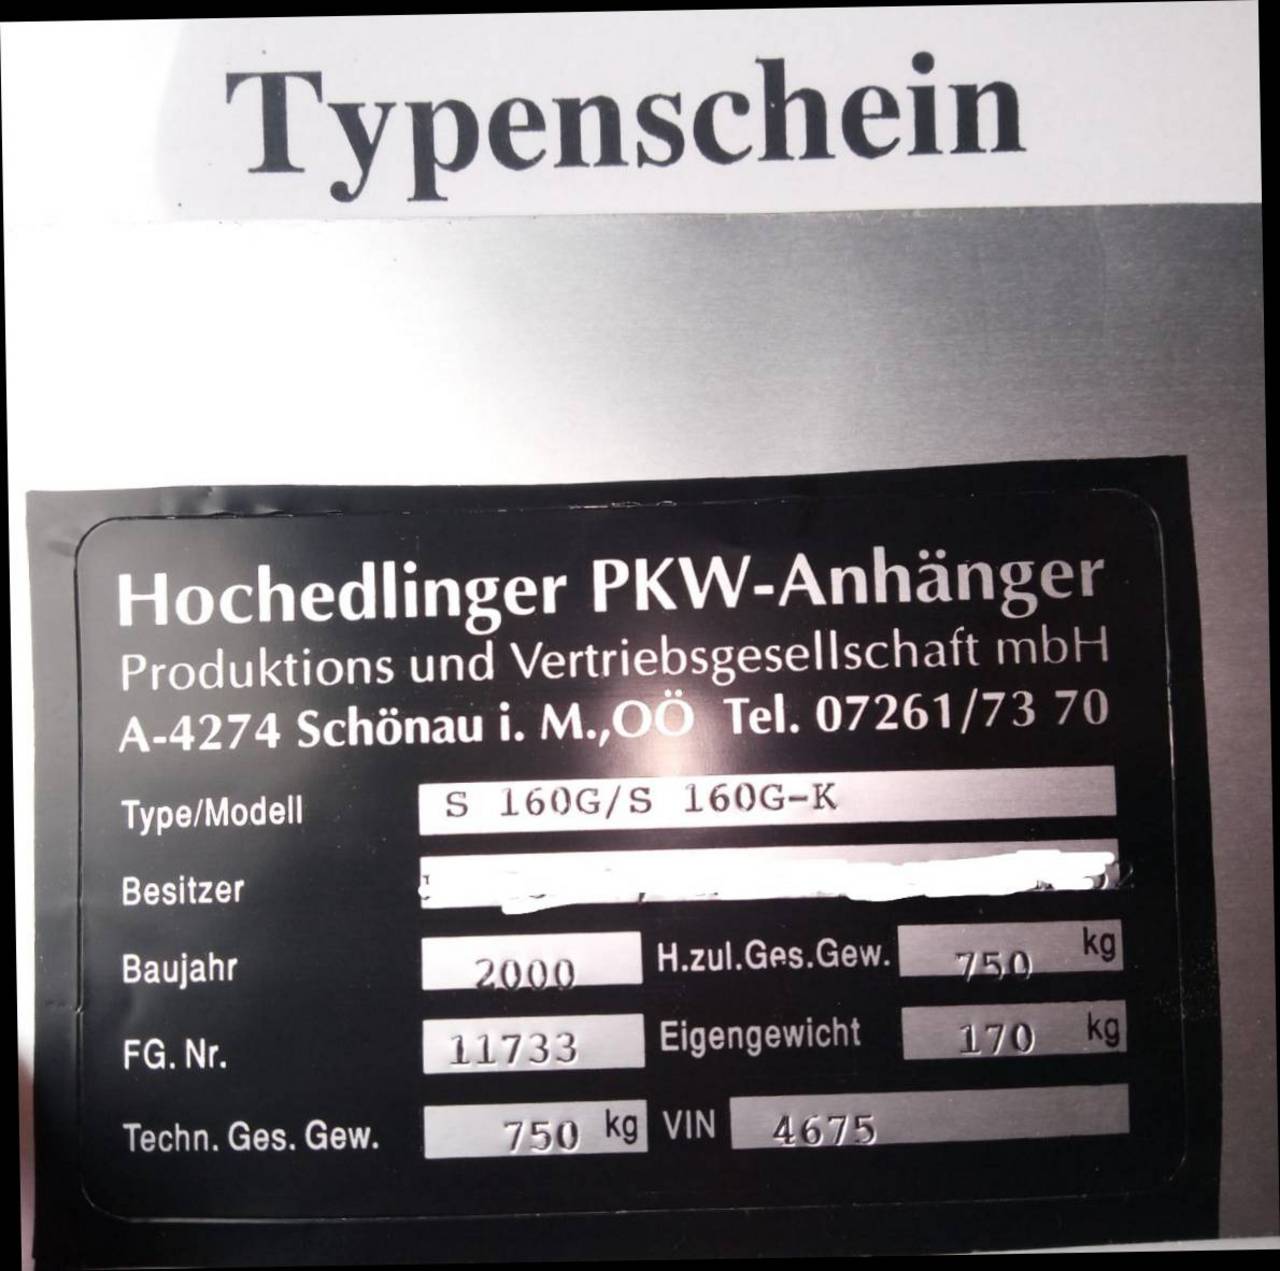 Typenschein
Hochedlinger PKW-Anhänger
Produktions und Vertriebsgesellschaft mbH
A-4274 Schönau i. M.,OÖ Tel. 07261/73 70
Type/Modell S 160G/S 160G-K
Besitzer
Baujahr 2000 H.zul.Ges.Gew. 750 kg
FG. Nr. 11733 Eigengewicht 170 kg
Techn. Ges. Gew. 750 kg VIN 4675